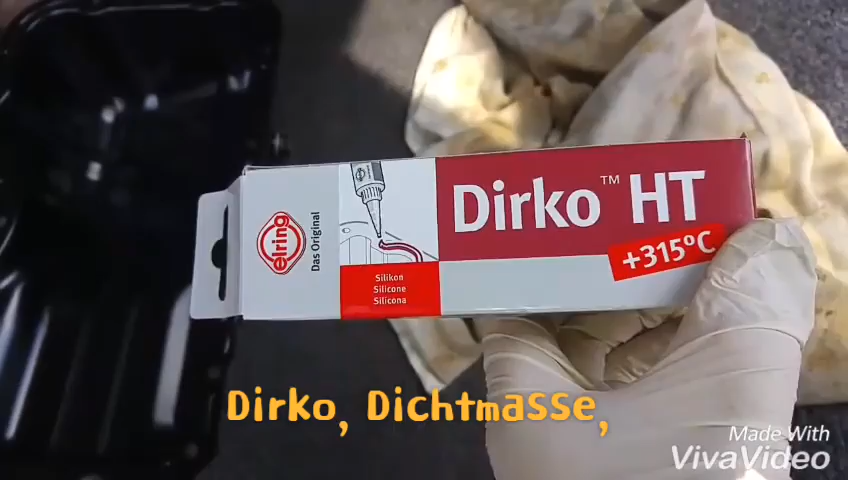 Dirko™ HT
+315°C
elring
Das Original
Silikon
Silicone
Silicona
Dirko, Dichtmasse,
Made With
VivaVideo